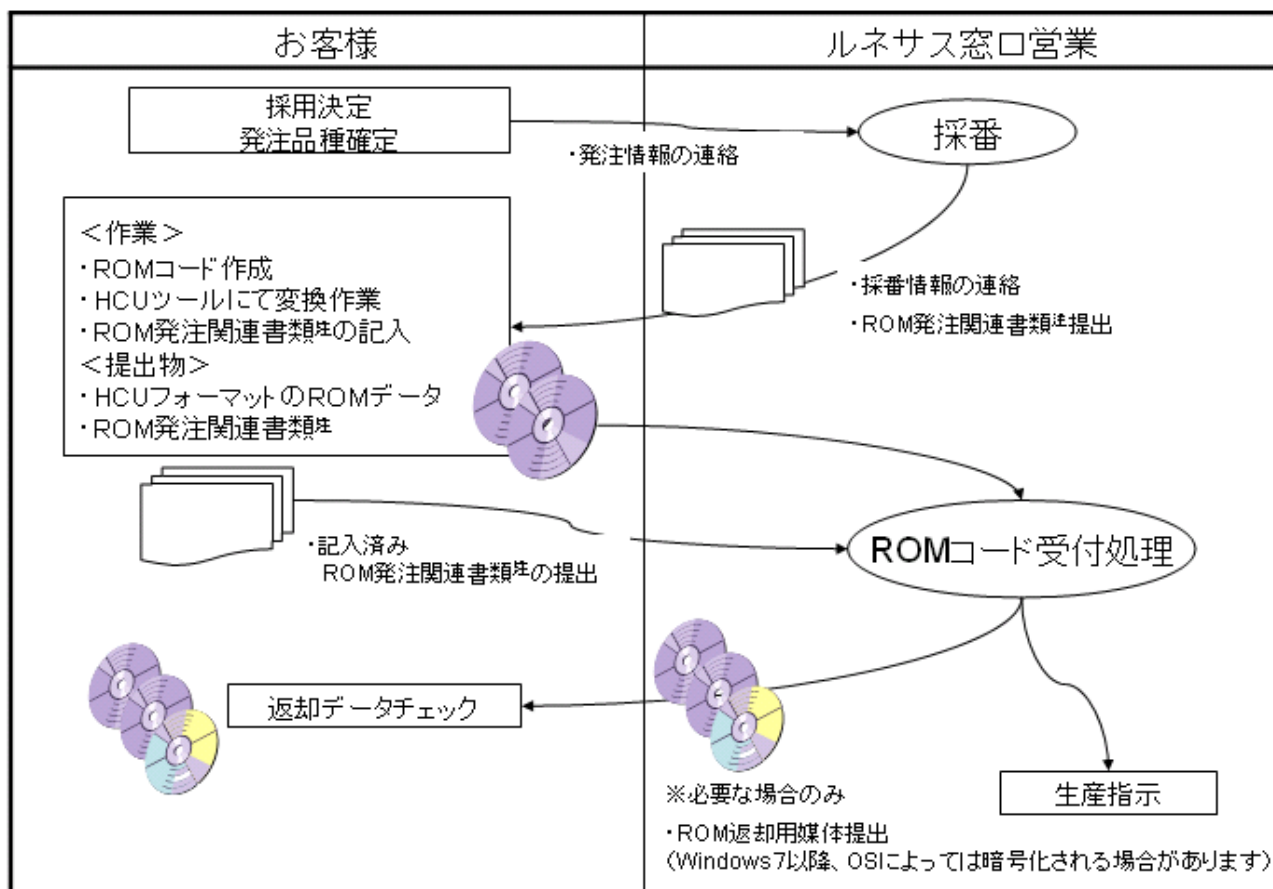 お客様
ルネサス窓口営業
採用決定
発注品種確定
・発注情報の連絡
採番
<作業>
・ROMコード作成
・HCUツールにて変換作業
・ROM発注関連書類注の記入
<提出物>
・HCUフォーマットのROMデータ
・ROM発注関連書類注
・採番情報の連絡
・ROM発注関連書類注提出
・記入済み
ROM発注関連書類注の提出
ROMコード受付処理
返却データチェック
※必要な場合のみ
・ROM返却用媒体提出
(Windows7以降、OSによっては暗号化される場合があります)
生産指示